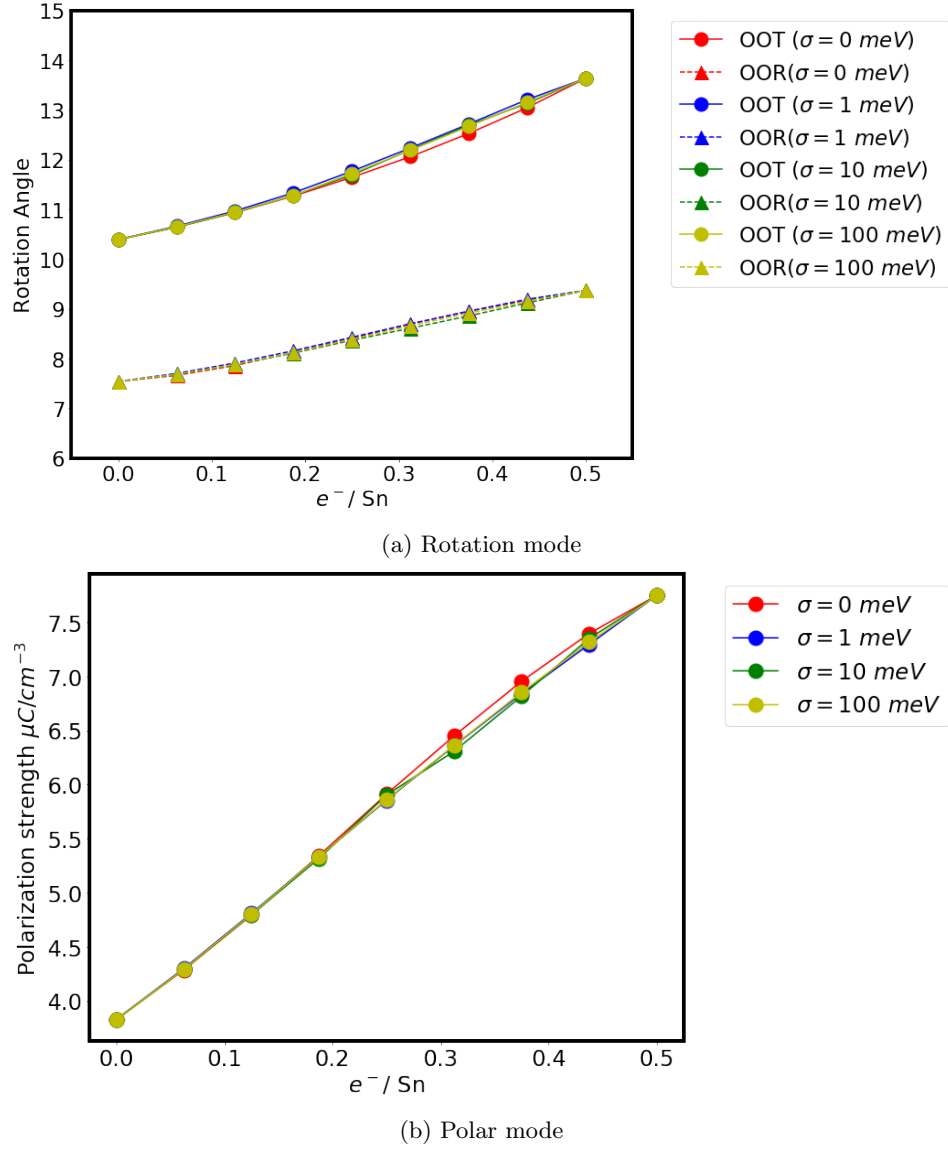 15
14
13
12
11
10
9
8
7
6
Rotation Angle
0.0 0.1 0.2 0.3 0.4 0.5
e⁻/ Sn
OOT (σ = 0 meV)
OOR(σ = 0 meV)
OOT (σ = 1 meV)
OOR(σ = 1 meV)
OOT (σ = 10 meV)
OOR(σ = 10 meV)
OOT (σ = 100 meV)
OOR(σ = 100 meV)
(a) Rotation mode
7.5
7.0
6.5
6.0
5.5
5.0
4.5
4.0
Polarization strength μC/cm⁻³
0.0 0.1 0.2 0.3 0.4 0.5
e⁻/ Sn
σ = 0 meV
σ = 1 meV
σ = 10 meV
σ = 100 meV
(b) Polar mode